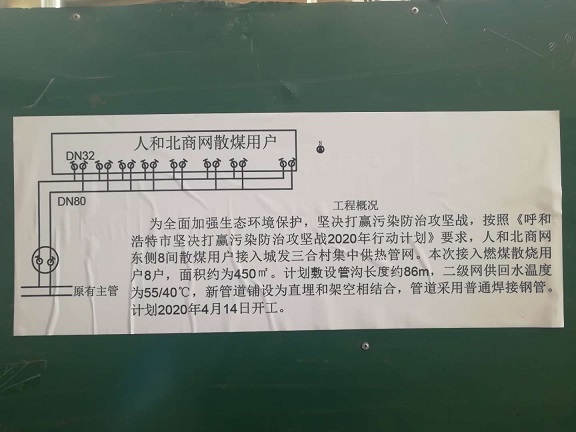 人和北商网散煤用户
DN32
DN80
原有主管
工程概况
为全面加强生态环境保护，坚决打赢污染防治攻坚战，按照《呼和
浩特市坚决打赢污染防治攻坚战2020年行动计划》要求，人和北商网
东侧8间散煤用户接入城发三合村集中供热管网。本次接入燃煤散烧用
户8户，面积约为450㎡。计划敷设管沟长度约86m，二级网供回水温度
为55/40℃，新管道铺设为直埋和架空相结合，管道采用普通焊接钢管。
计划2020年4月14日开工。